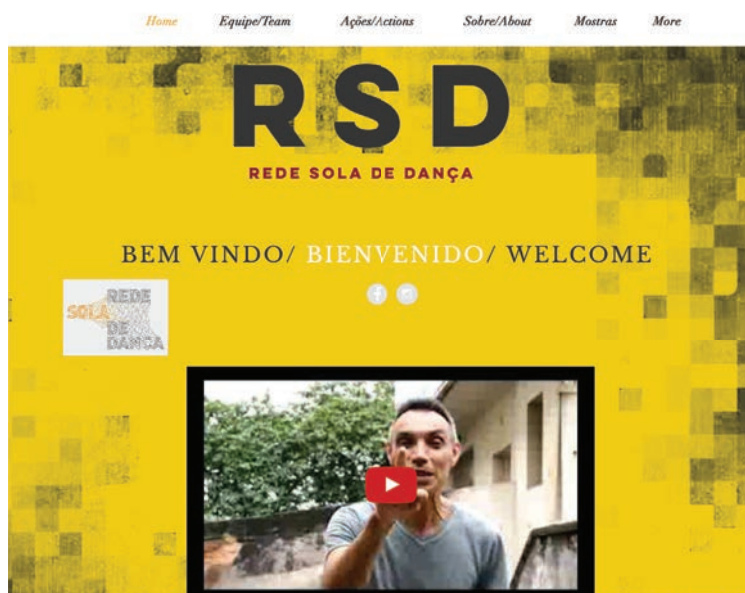 Home Equipe/Team Ações/Actions Sobre/About Mostras More
RSD
REDE SOLA DE DANÇA
BEM VINDO/ BIENVENIDO/ WELCOME
REDE
SOLA
DE
DANÇA